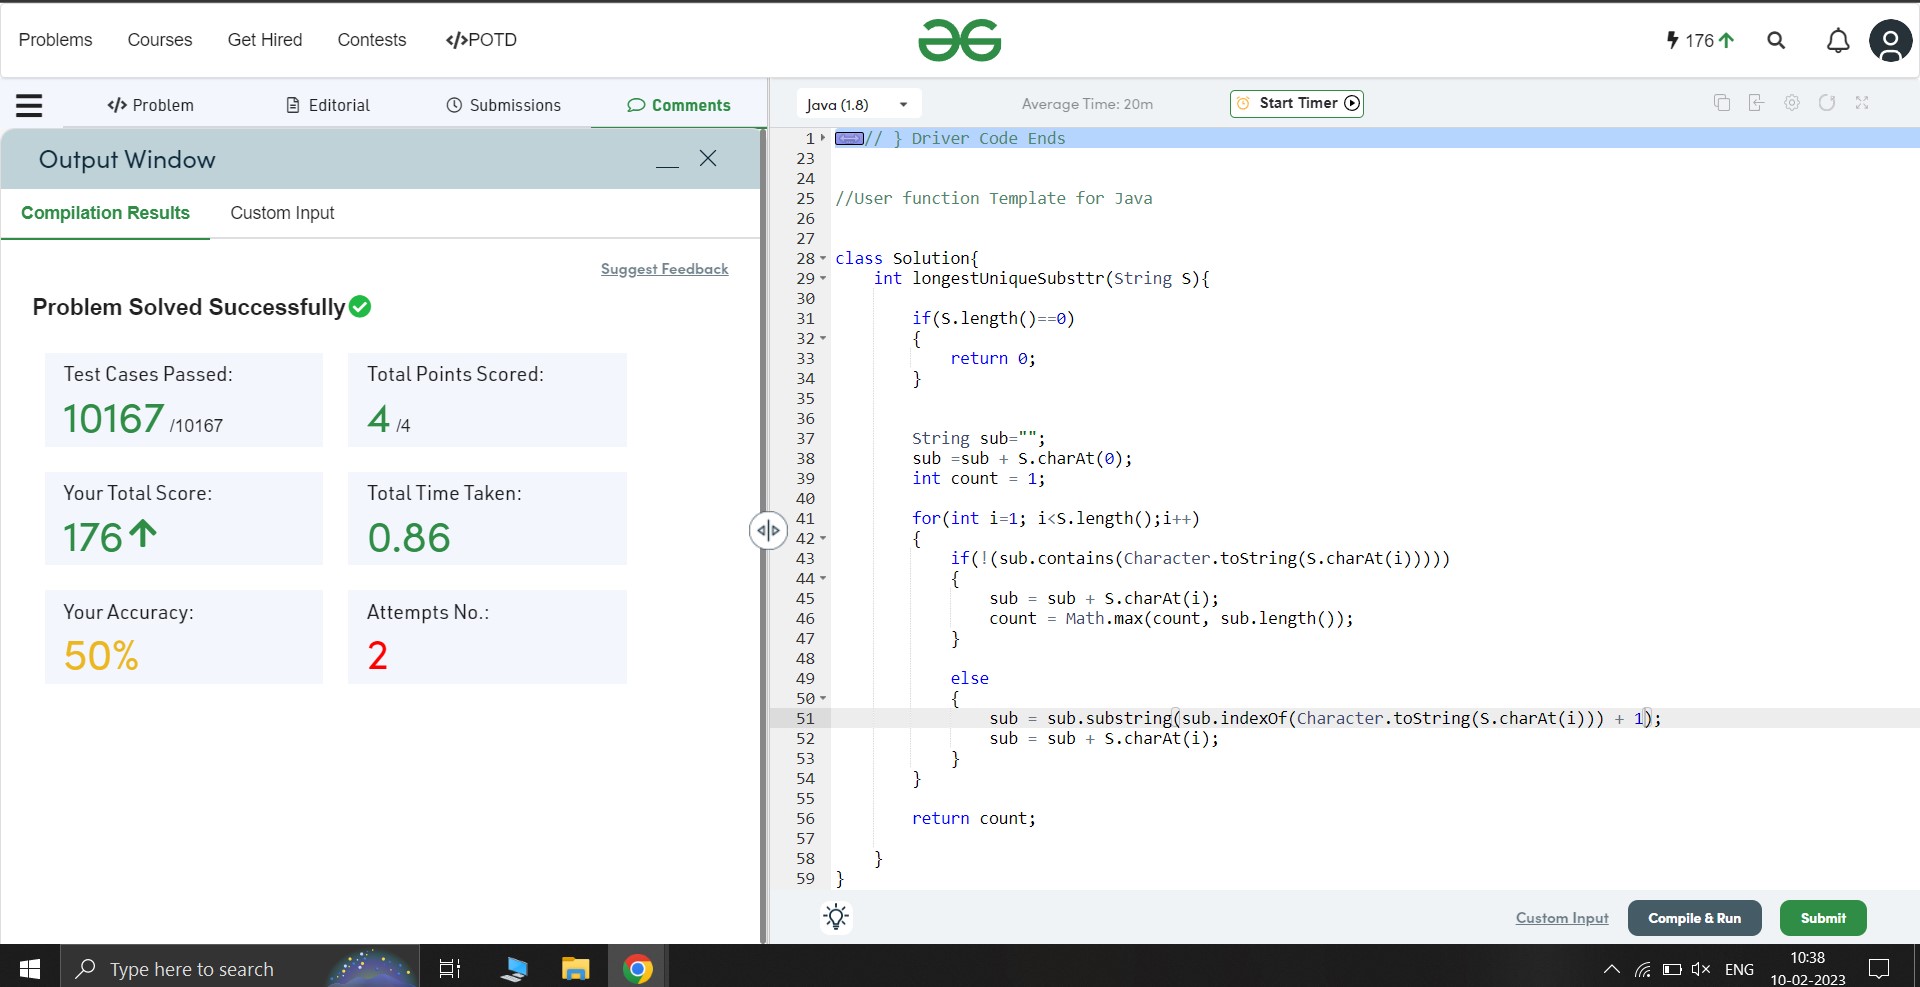 Problems Courses Get Hired Contests </>POTD
176
</> Problem Editorial Submissions Comments
Java (1.8) Average Time: 20m Start Timer
Output Window
Compilation Results Custom Input
Suggest Feedback
Problem Solved Successfully
Test Cases Passed:
10167 /10167
Total Points Scored:
4 /4
Your Total Score:
176
Total Time Taken:
0.86
Your Accuracy:
50%
Attempts No.:
2
1 // } Driver Code Ends
23
24
25 //User function Template for Java
26
27
28 class Solution{
29     int longestUniqueSubsttr(String S){
30
31         if(S.length()==0)
32         {
33             return 0;
34         }
35
36
37         String sub="";
38         sub =sub + S.charAt(0);
39         int count = 1;
40
41         for(int i=1; i<S.length();i++)
42         {
43             if(!(sub.contains(Character.toString(S.charAt(i)))))
44             {
45                 sub = sub + S.charAt(i);
46                 count = Math.max(count, sub.length());
47             }
48
49             else
50             {
51                 sub = sub.substring(sub.indexOf(Character.toString(S.charAt(i))) + 1);
52                 sub = sub + S.charAt(i);
53             }
54         }
55
56         return count;
57
58     }
59 }
Custom Input Compile & Run Submit
Type here to search
ENG
10:38
10-02-2023